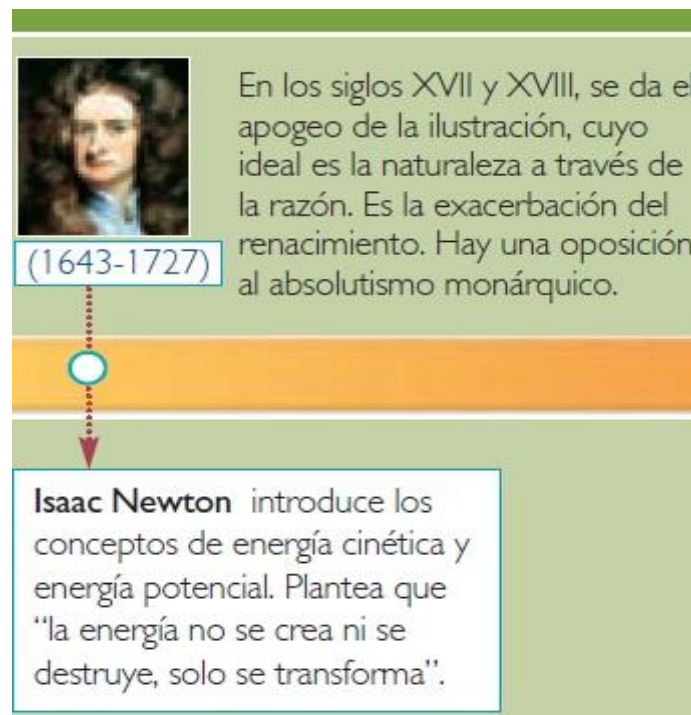 En los siglos XVII y XVIII, se da el
apogeo de la ilustración, cuyo
ideal es la naturaleza a través de
la razón. Es la exacerbación del
renacimiento. Hay una oposición
al absolutismo monárquico.
(1643-1727)
Isaac Newton introduce los
conceptos de energía cinética y
energía potencial. Plantea que
“la energía no se crea ni se
destruye, solo se transforma”.